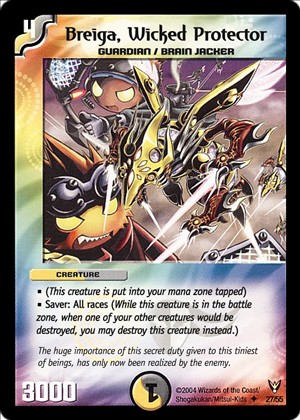 4
Breiga, Wicked Protector
GUARDIAN / BRAIN JACKER
CREATURE
• (This creature is put into your mana zone tapped)
• Saver: All races (While this creature is in the battle
zone, when one of your other creatures would be
destroyed, you may destroy this creature instead.)
The huge importance of this secret duty given to this tiniest
of beings, has only now been realized by the enemy.
3000
1
©2004 Wizards of the Coast/
Shogakukan/Mitsui-Kids
27/55